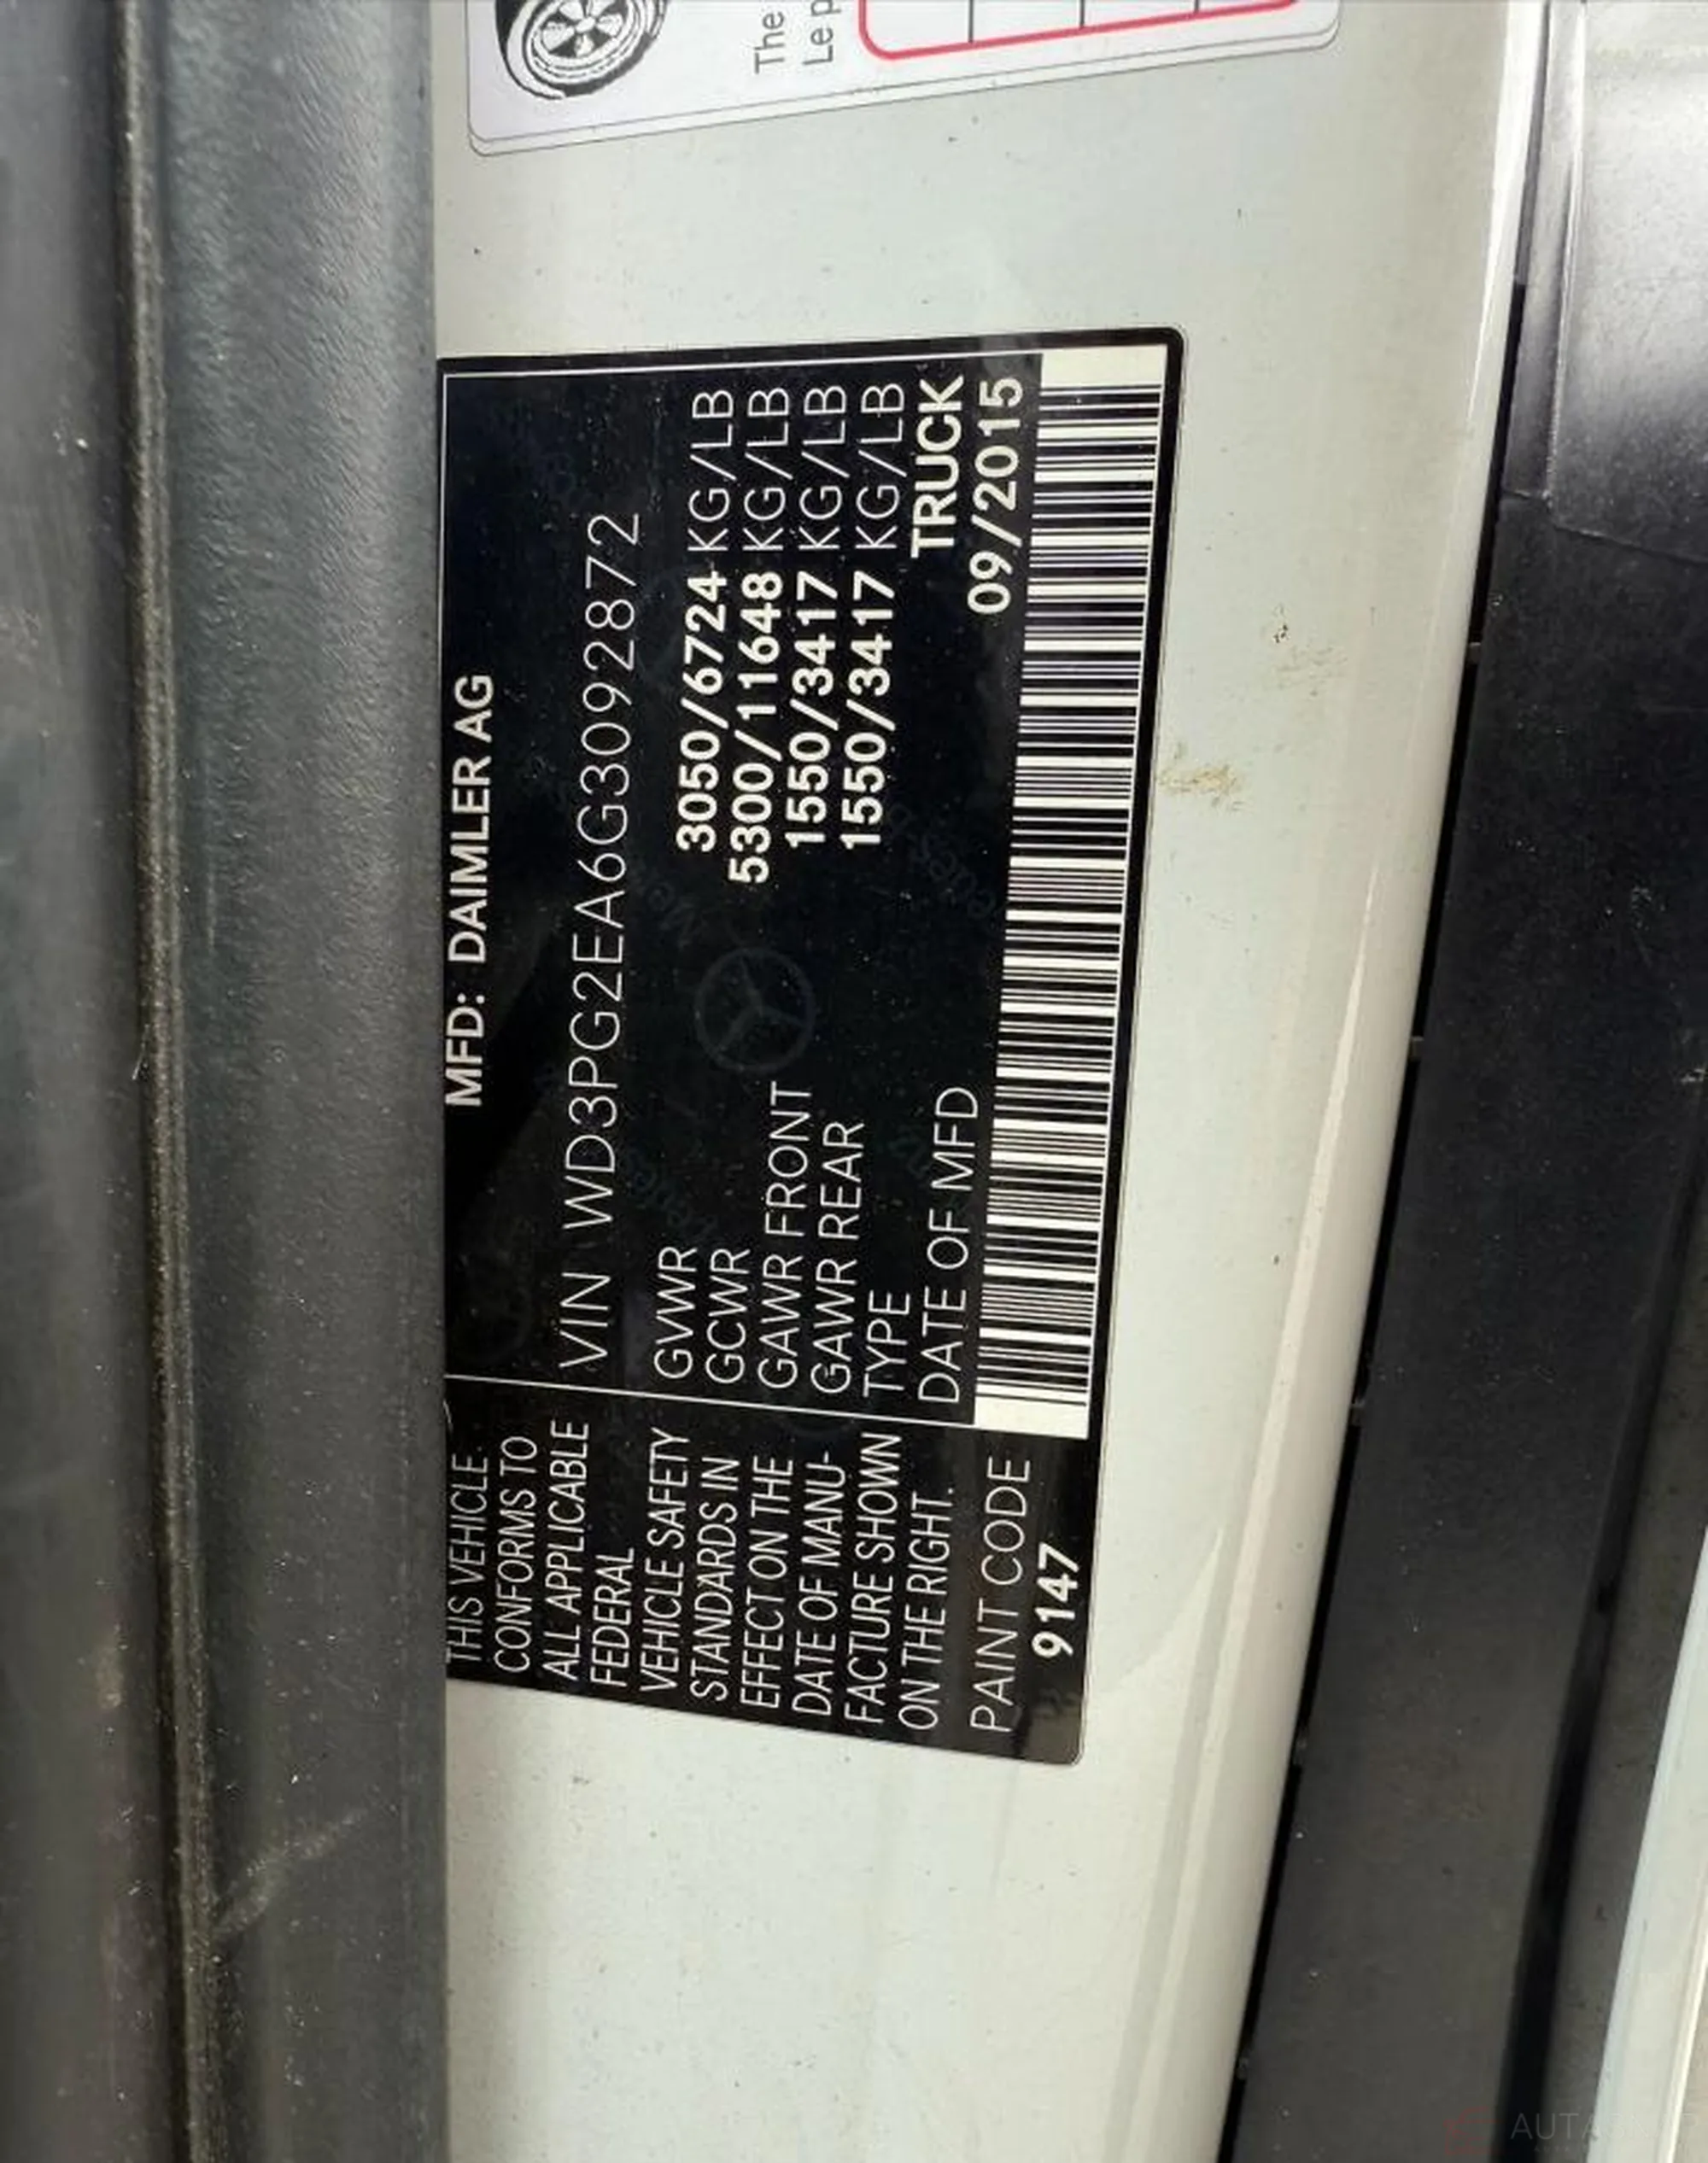 MFD: DAIMLER AG
VIN WD3PG2EA6G3092872
GVWR 3050/6724 KG/LB
GCWR 5300/11648 KG/LB
GAWR FRONT 1550/3417 KG/LB
GAWR REAR 1550/3417 KG/LB
TYPE TRUCK
DATE OF MFD 09/2015
THIS VEHICLE
CONFORMS TO
ALL APPLICABLE
FEDERAL
VEHICLE SAFETY
STANDARDS IN
EFFECT ON THE
DATE OF MANU-
FACTURE SHOWN
ON THE RIGHT.
PAINT CODE
9147
The
Le